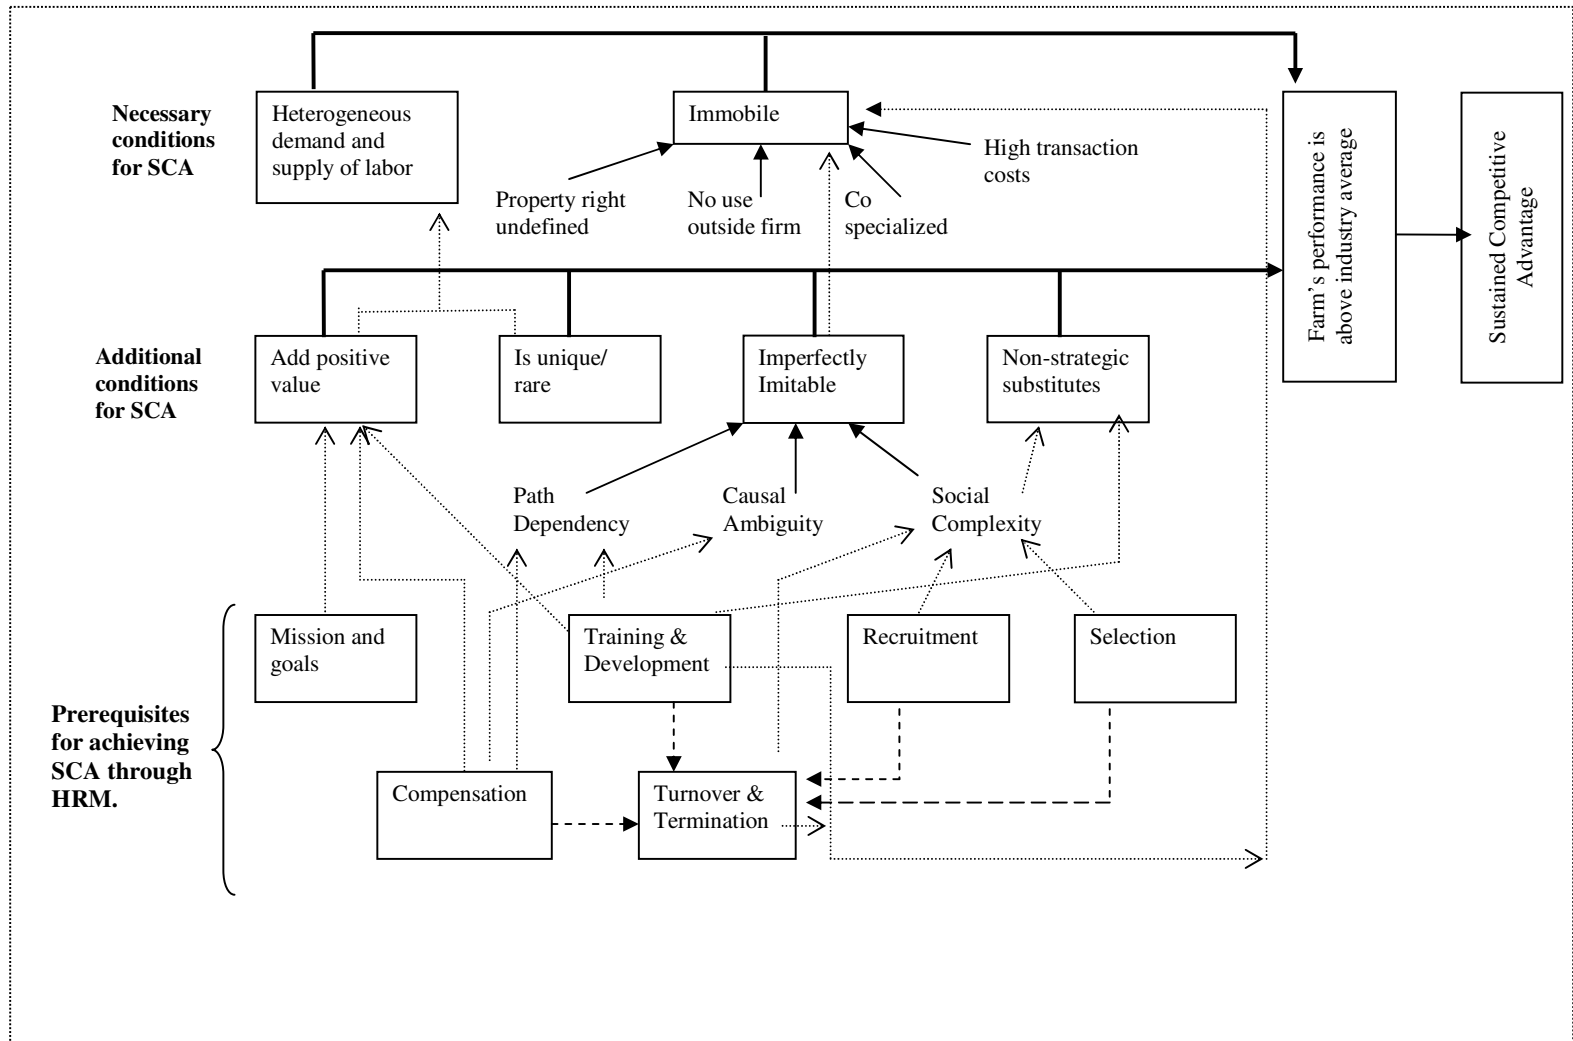 Necessary
conditions
for SCA
Heterogeneous
demand and
supply of labor
Immobile
High transaction
costs
Property right
undefined
No use
outside firm
Co
specialized
Farm's performance is
above industry average
Sustained Competitive
Advantage
Additional
conditions
for SCA
Add positive
value
Is unique/
rare
Imperfectly
Imitable
Non-strategic
substitutes
Path
Dependency
Causal
Ambiguity
Social
Complexity
Prerequisites
for achieving
SCA through
HRM.
Mission and
goals
Training &
Development
Recruitment
Selection
Compensation
Turnover &
Termination